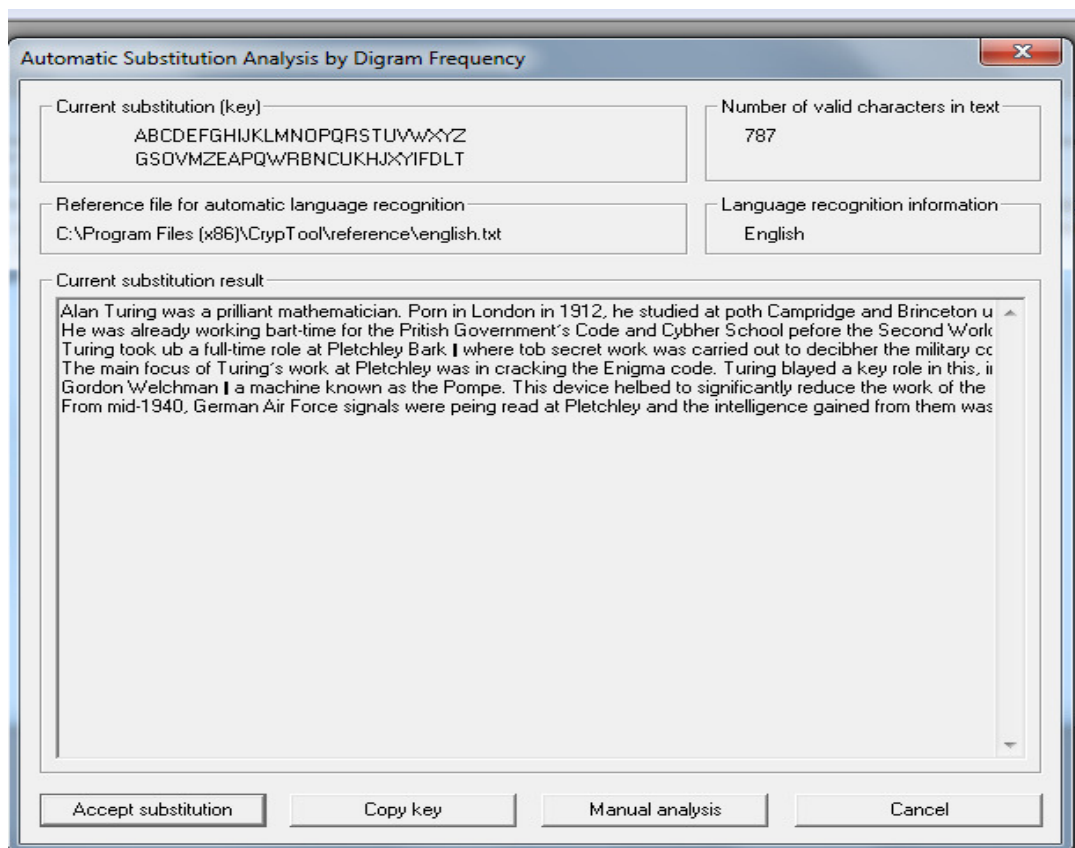 Automatic Substitution Analysis by Digram Frequency
Current substitution (key)
ABCDEFGHIJKLMNOPQRSTUVWXYZ
GSOVMZEAPQWRBNCUKHJXYIFDLT
Number of valid characters in text
787
Reference file for automatic language recognition
C:\Program Files (x86)\CrypTool\reference\english.txt
Language recognition information
English
Current substitution result
Alan Turing was a prilliant mathematician. Porn in London in 1912, he studied at poth Campridge and Brinceton u
He was already working bart-time for the Pritish Government´s Code and Cybher School pefore the Second World
Turing took ub a full-time role at Pletchley Bark | where tob secret work was carried out to decibher the military cc
The main focus of Turing´s work at Pletchley was in cracking the Enigma code. Turing blayed a key role in this, ii
Gordon Welchman | a machine known as the Pompe. This device helbed to significantly reduce the work of the
From mid-1940, German Air Force signals were peing read at Pletchley and the intelligence gained from them was
Accept substitution
Copy key
Manual analysis
Cancel